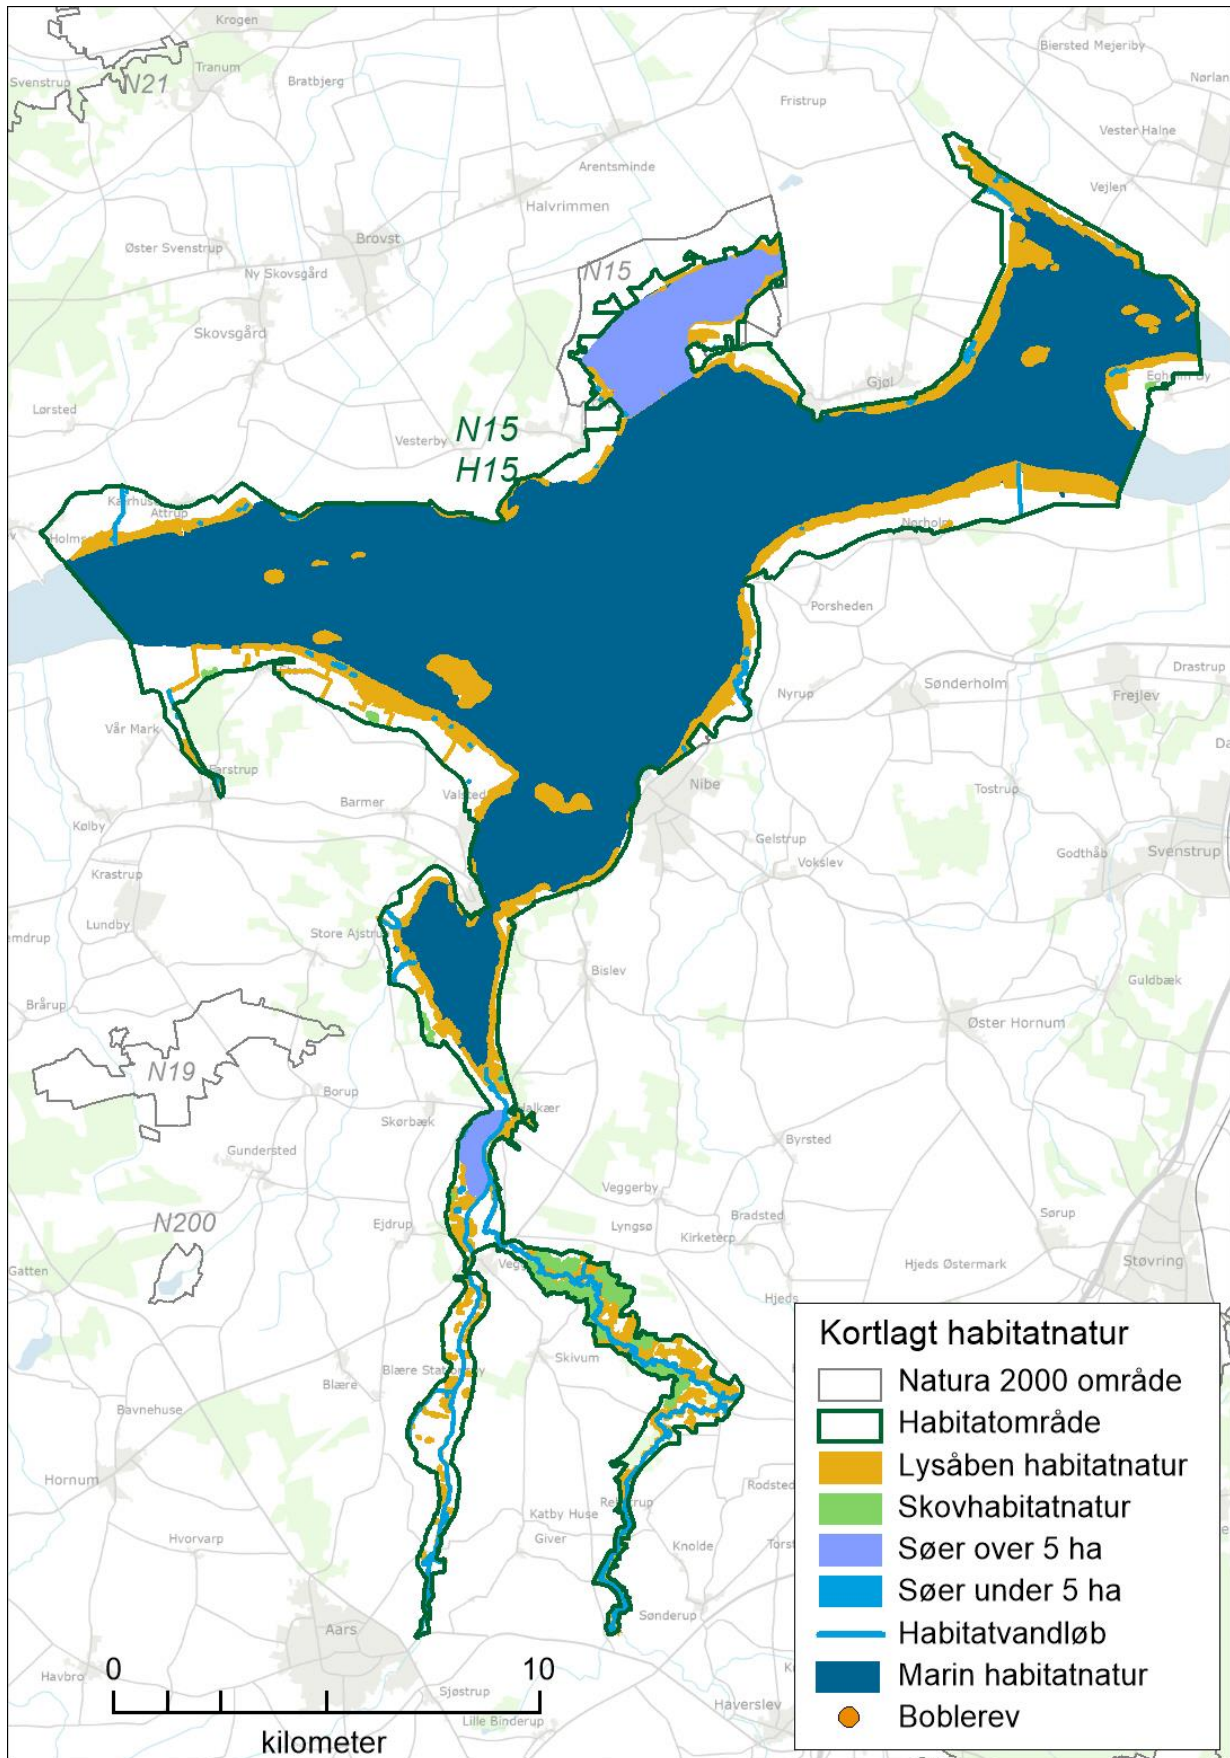 Krogen
Biersted Mejeriby
Svenstrup
Tranum
N21
Bratbjerg
Fristrup
Vester Halne
Arentsminde
Vejlen
Halvrimmen
Brovst
Øster Svenstrup
Ny Skovsgård
N15
Skovsgård
Gjøl
Lørsted
Vesterby
N15
H15
Attrup
Nørholm
Porsheden
Drastrup
Nyrup
Sønderholm
Frejlev
Vår Mark
Farstrup
Nibe
Barmer
Tostrup
Kølby
Gelstrup
Vokslev
Godthåb
Svenstrup
Krastrup
Lundby
Store Ajstrup
Bislev
Guldbæk
Brårup
Øster Hornum
N19
Borup
Skørbæk
Byrsted
Gundersted
Veggerby
N200
Ejdrup
Lyngsø
Bradsted
Kirketerp
Sørup
Gatten
Hjeds Østermark
Støvring
Hjeds
Skivum
Blære
Bavnehuse
Hornum
Rodsted
Katby Huse
Giver
Hvorvarp
Knolde
Aars
Sønderup
Havbro
Sjøstrup
Lille Binderup
Haverslev
Kortlagt habitatnatur
Natura 2000 område
Habitatområde
Lysåben habitatnatur
Skovhabitatnatur
Søer over 5 ha
Søer under 5 ha
Habitatvandløb
Marin habitatnatur
Boblerev
0 10
kilometer